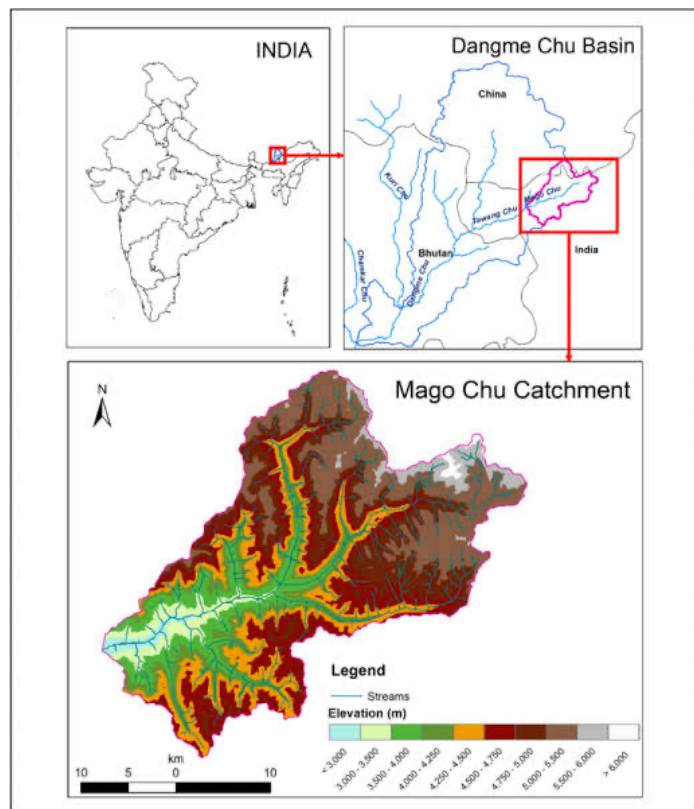 INDIA
Dangme Chu Basin
China
Kuri Chu
Mago Chu
Tawang Chu
Bhutan
India
Chamkar Chu
Dangme Chu
Mago Chu Catchment
N
Legend
Streams
Elevation (m)
< 3,000
3,000 - 3,500
3,500 - 4,000
4,000 - 4,250
4,250 - 4,500
4,500 - 4,750
4,750 - 5,000
5,000 - 5,500
5,500 - 6,000
> 6,000
km
10 5 0 10